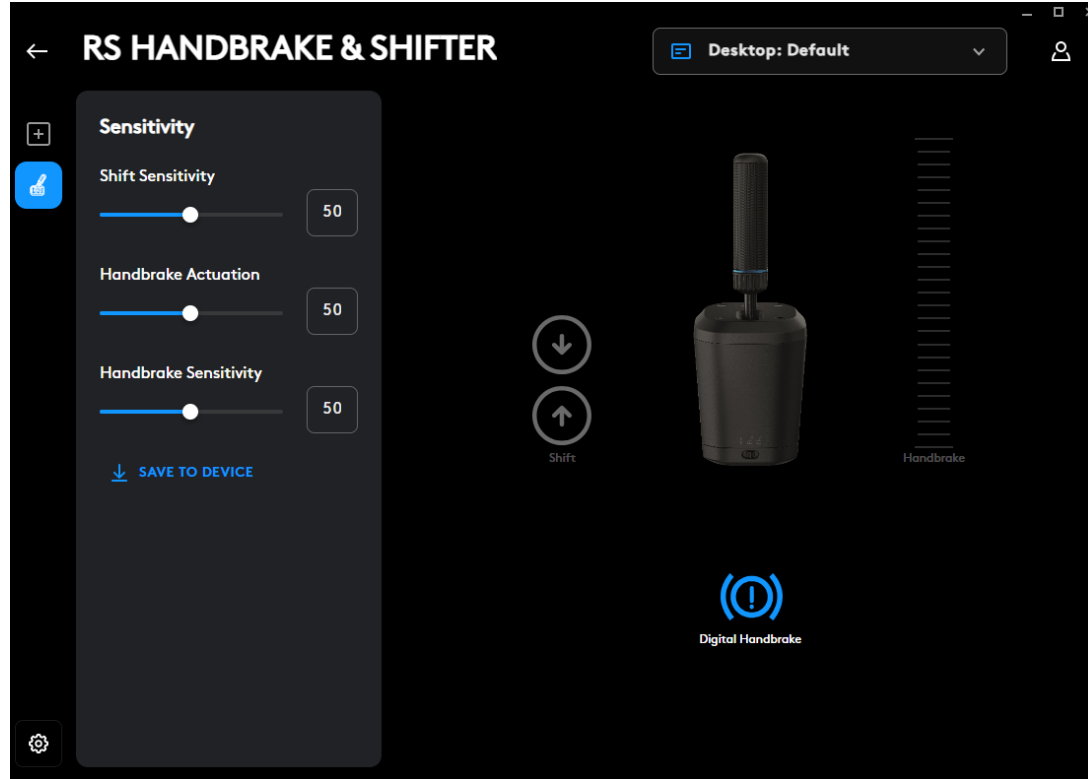 RS HANDBRAKE & SHIFTER
Desktop: Default
Sensitivity
Shift Sensitivity
50
Handbrake Actuation
50
Handbrake Sensitivity
50
SAVE TO DEVICE
Shift
Handbrake
Digital Handbrake